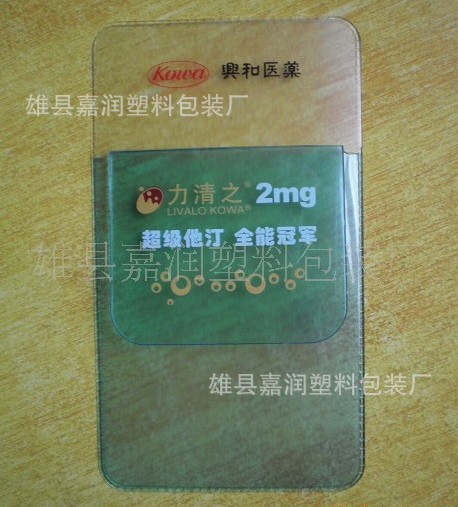 Kowa 興和医薬
雄县嘉润塑料包装厂
力清之® 2mg
LIVALO KOWA®
超级他汀 全能冠军
雄县嘉润塑料包装厂
雄县嘉润塑料包装厂